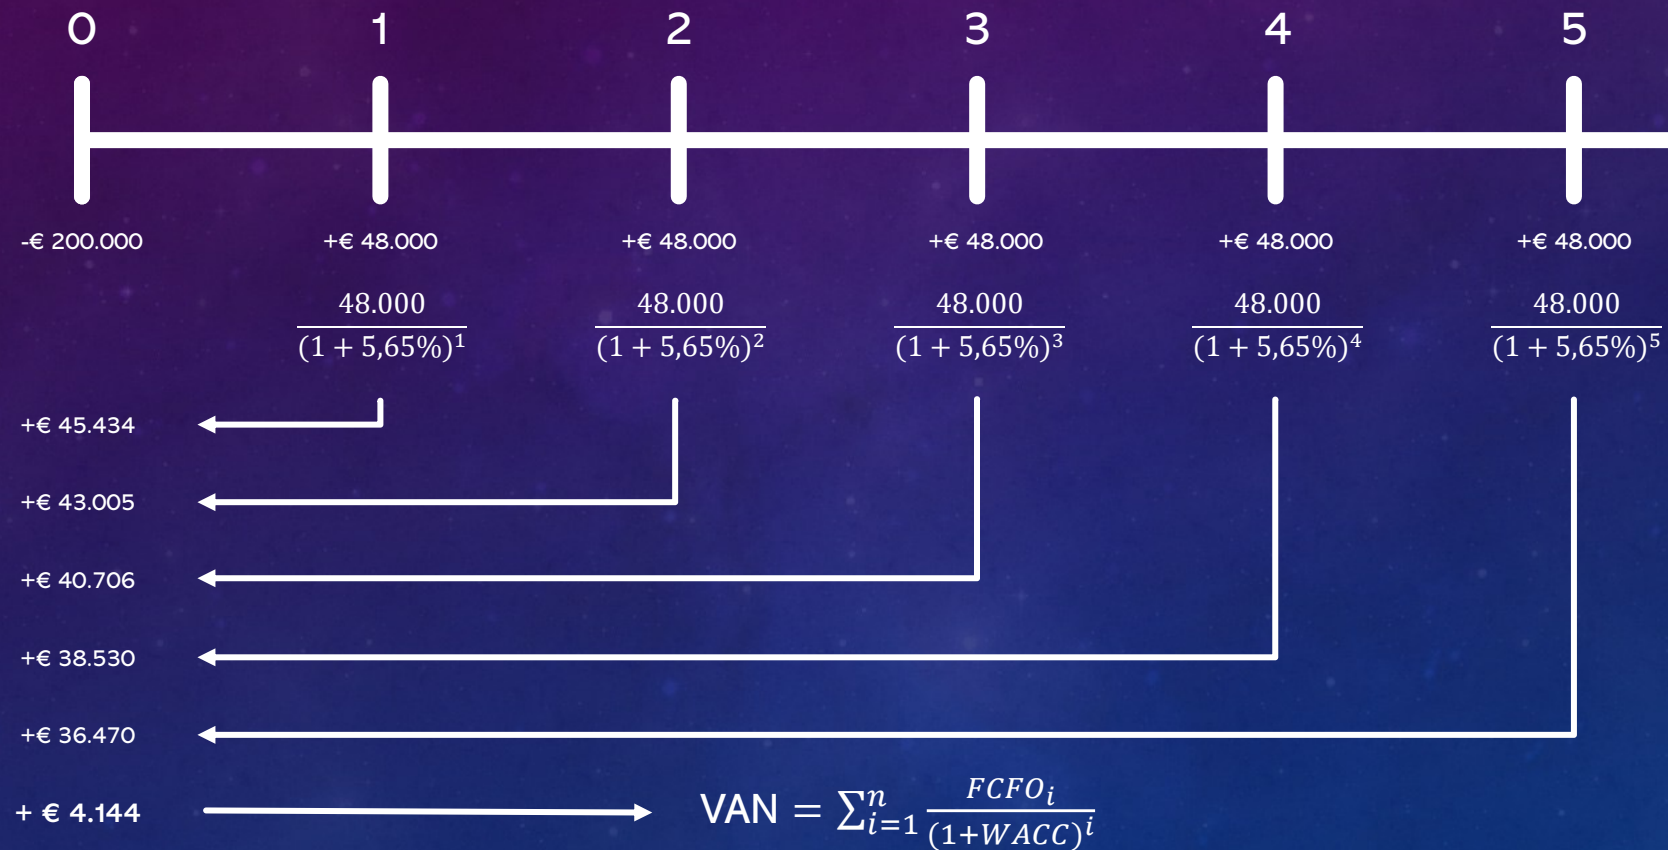 0 1 2 3 4 5
-€ 200.000 +€ 48.000 +€ 48.000 +€ 48.000 +€ 48.000 +€ 48.000
48.000 48.000 48.000 48.000 48.000
(1 + 5,65%)¹ (1 + 5,65%)² (1 + 5,65%)³ (1 + 5,65%)⁴ (1 + 5,65%)⁵
+€ 45.434
+€ 43.005
+€ 40.706
+€ 38.530
+€ 36.470
+ € 4.144 VAN = ∑ⁿᵢ₌₁ FCFOᵢ/(1+WACC)ⁱ